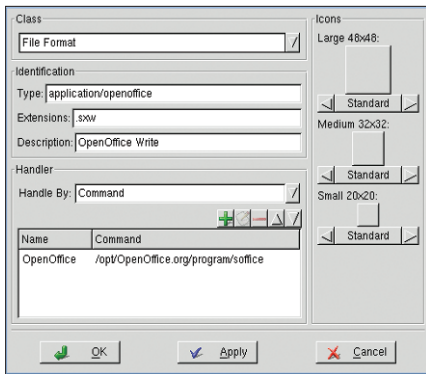 Class
File Format
Identification
Type: application/openoffice
Extensions: .sxw
Description: OpenOffice Write
Handler
Handle By: Command
Name Command
OpenOffice /opt/OpenOffice.org/program/soffice
Icons
Large 48x48:
Standard
Medium 32x32:
Standard
Small 20x20:
Standard
OK Apply Cancel